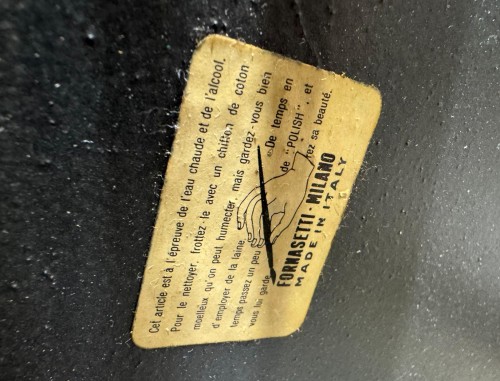 Cet article est à l'épreuve de l'eau chaude et de l'alcool.
Pour le nettoyer, frottez-le avec un chiffon de coton
moelleux qu'on peut humecter, mais gardez-vous bien
d'employer de la laine. De temps en
temps passez un peu de "POLISH" et
vous lui garde rez sa beauté.
FORNASETTI - MILANO
MADE IN ITALY